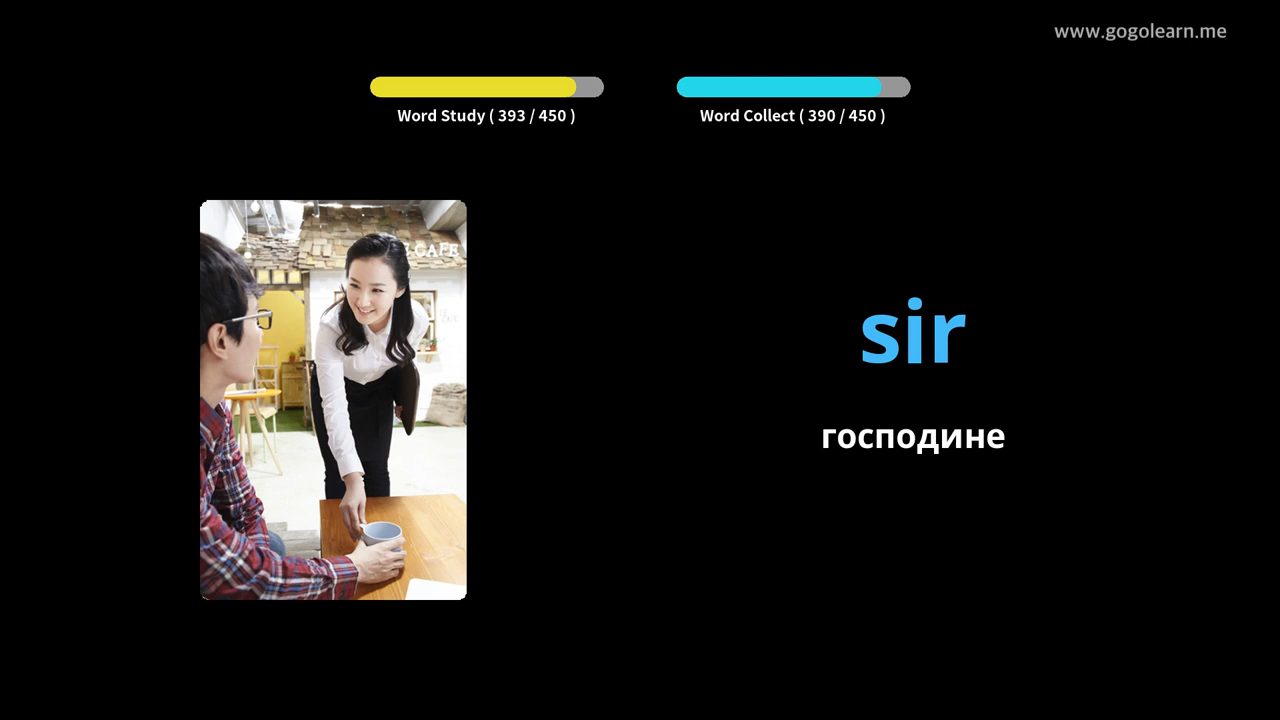 www.gogolearn.me
Word Study ( 393 / 450 )
Word Collect ( 390 / 450 )
CAFE
sir
господине